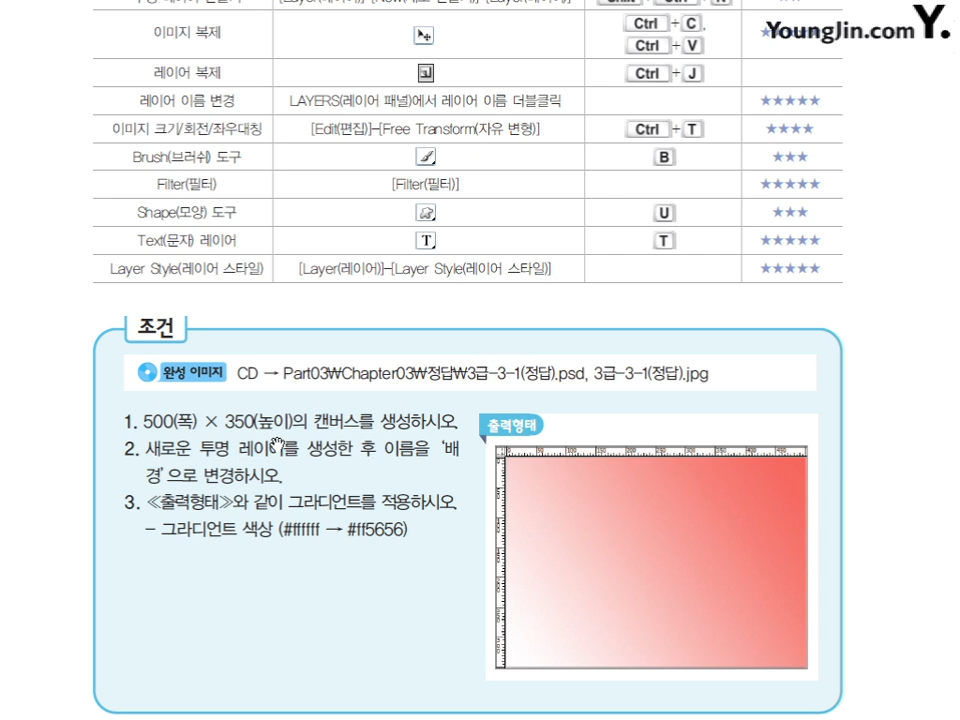 이미지 복제 Ctrl + C, Ctrl + V
YoungJin.com Y.
레이어 복제 Ctrl + J
레이어 이름 변경 LAYERS(레이어 패널)에서 레이어 이름 더블클릭 ★★★★★
이미지 크기/회전/좌우대칭 [Edit(편집)]-[Free Transform(자유 변형)] Ctrl + T ★★★★
Brush(브러쉬) 도구 B ★★★
Filter(필터) [Filter(필터)] ★★★★★
Shape(모양) 도구 U ★★★
Text(문자) 레이어 T T ★★★★★
Layer Style(레이어 스타일) [Layer(레이어)]-[Layer Style(레이어 스타일)] ★★★★★
조건
완성 이미지 CD → Part03₩Chapter03₩정답₩3급-3-1(정답).psd, 3급-3-1(정답).jpg
1. 500(폭) × 350(높이)의 캔버스를 생성하시오.
2. 새로운 투명 레이어를 생성한 후 이름을 ‘배
경’으로 변경하시오.
3. ≪출력형태≫와 같이 그라디언트를 적용하시오.
- 그라디언트 색상 (#ffffff → #ff5656)
출력형태